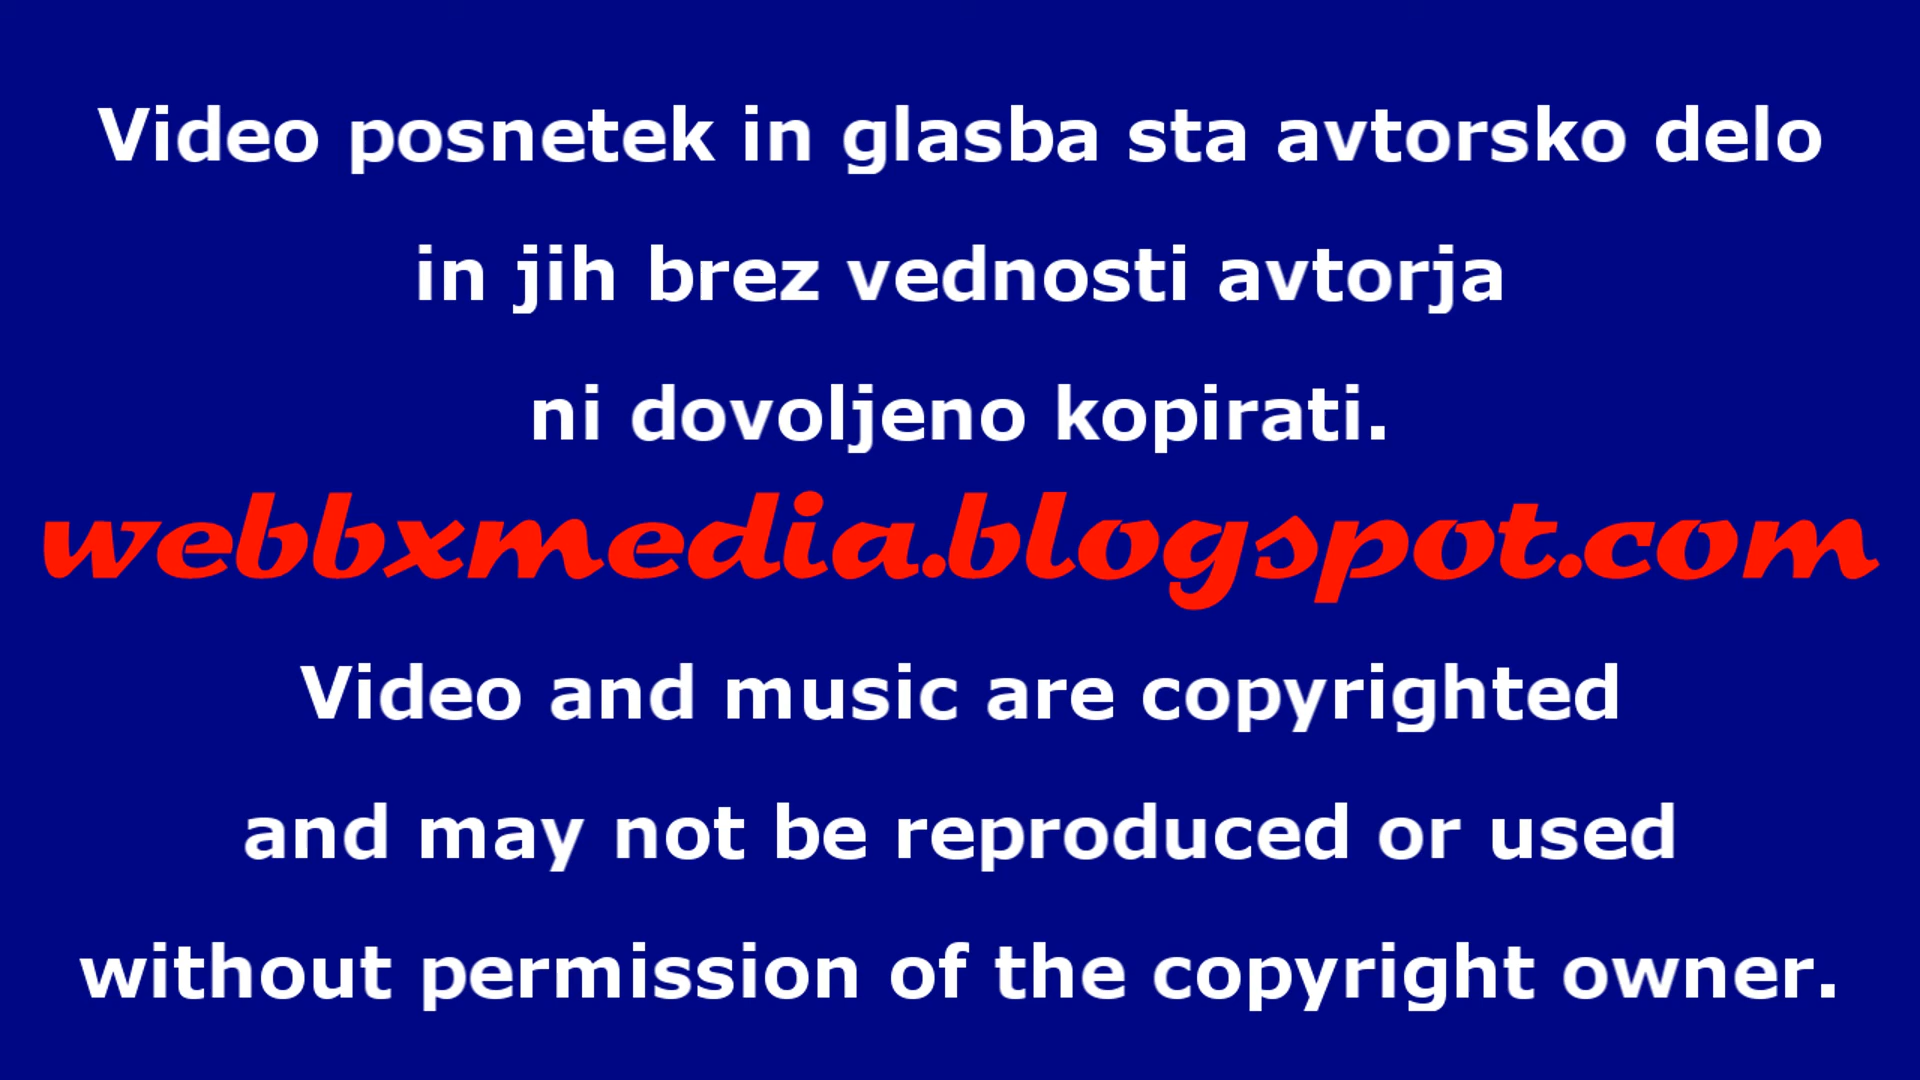 Video posnetek in glasba sta avtorsko delo
in jih brez vednosti avtorja
ni dovoljeno kopirati.
webbxmedia.blogspot.com
Video and music are copyrighted
and may not be reproduced or used
without permission of the copyright owner.